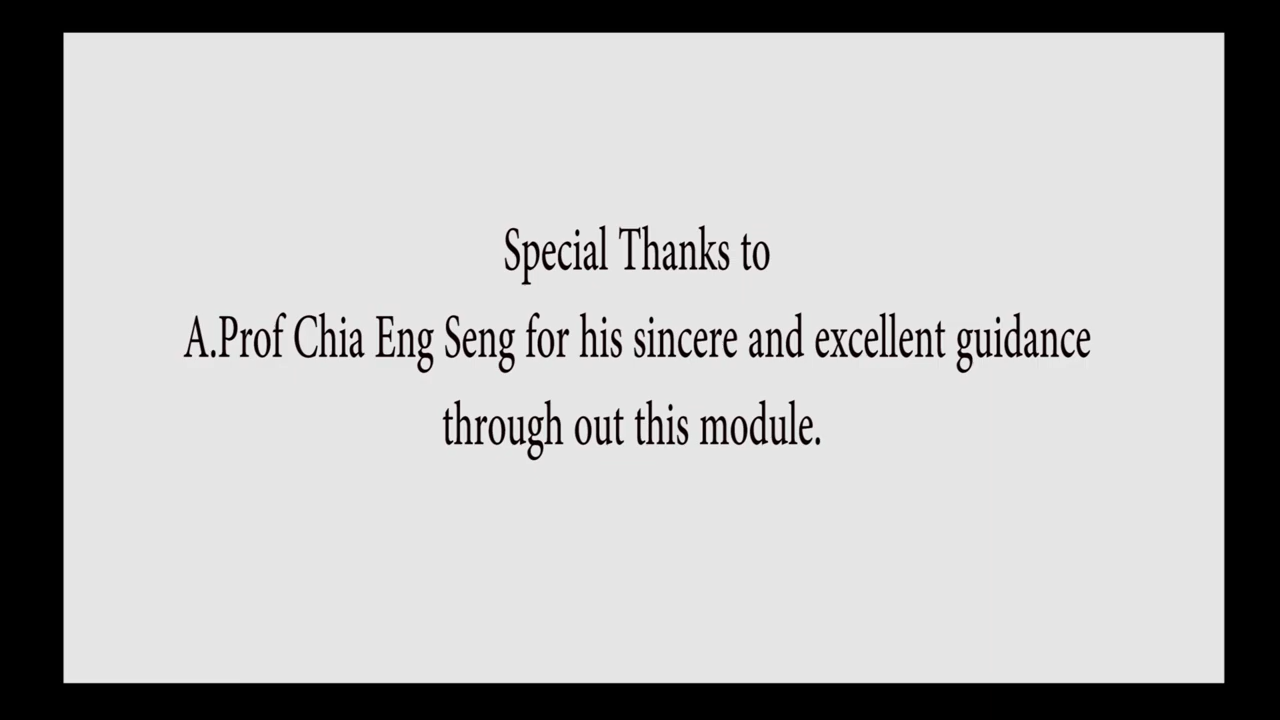 Special Thanks to
A.Prof Chia Eng Seng for his sincere and excellent guidance
through out this module.